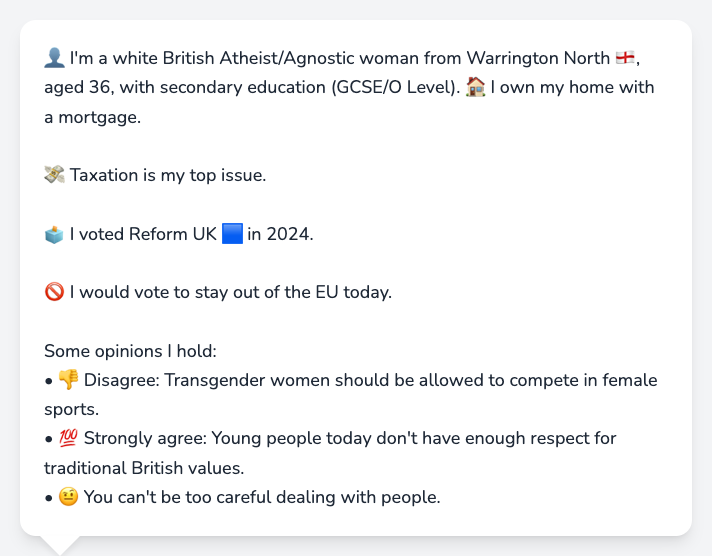 👤 I'm a white British Atheist/Agnostic woman from Warrington North 🏴󠁧󠁢󠁥󠁮󠁧󠁿,
aged 36, with secondary education (GCSE/O Level). 🏠 I own my home with
a mortgage.
💸 Taxation is my top issue.
🗳️ I voted Reform UK 🟦 in 2024.
🚫 I would vote to stay out of the EU today.
Some opinions I hold:
• 👎 Disagree: Transgender women should be allowed to compete in female
sports.
• 💯 Strongly agree: Young people today don't have enough respect for
traditional British values.
• 🤨 You can't be too careful dealing with people.